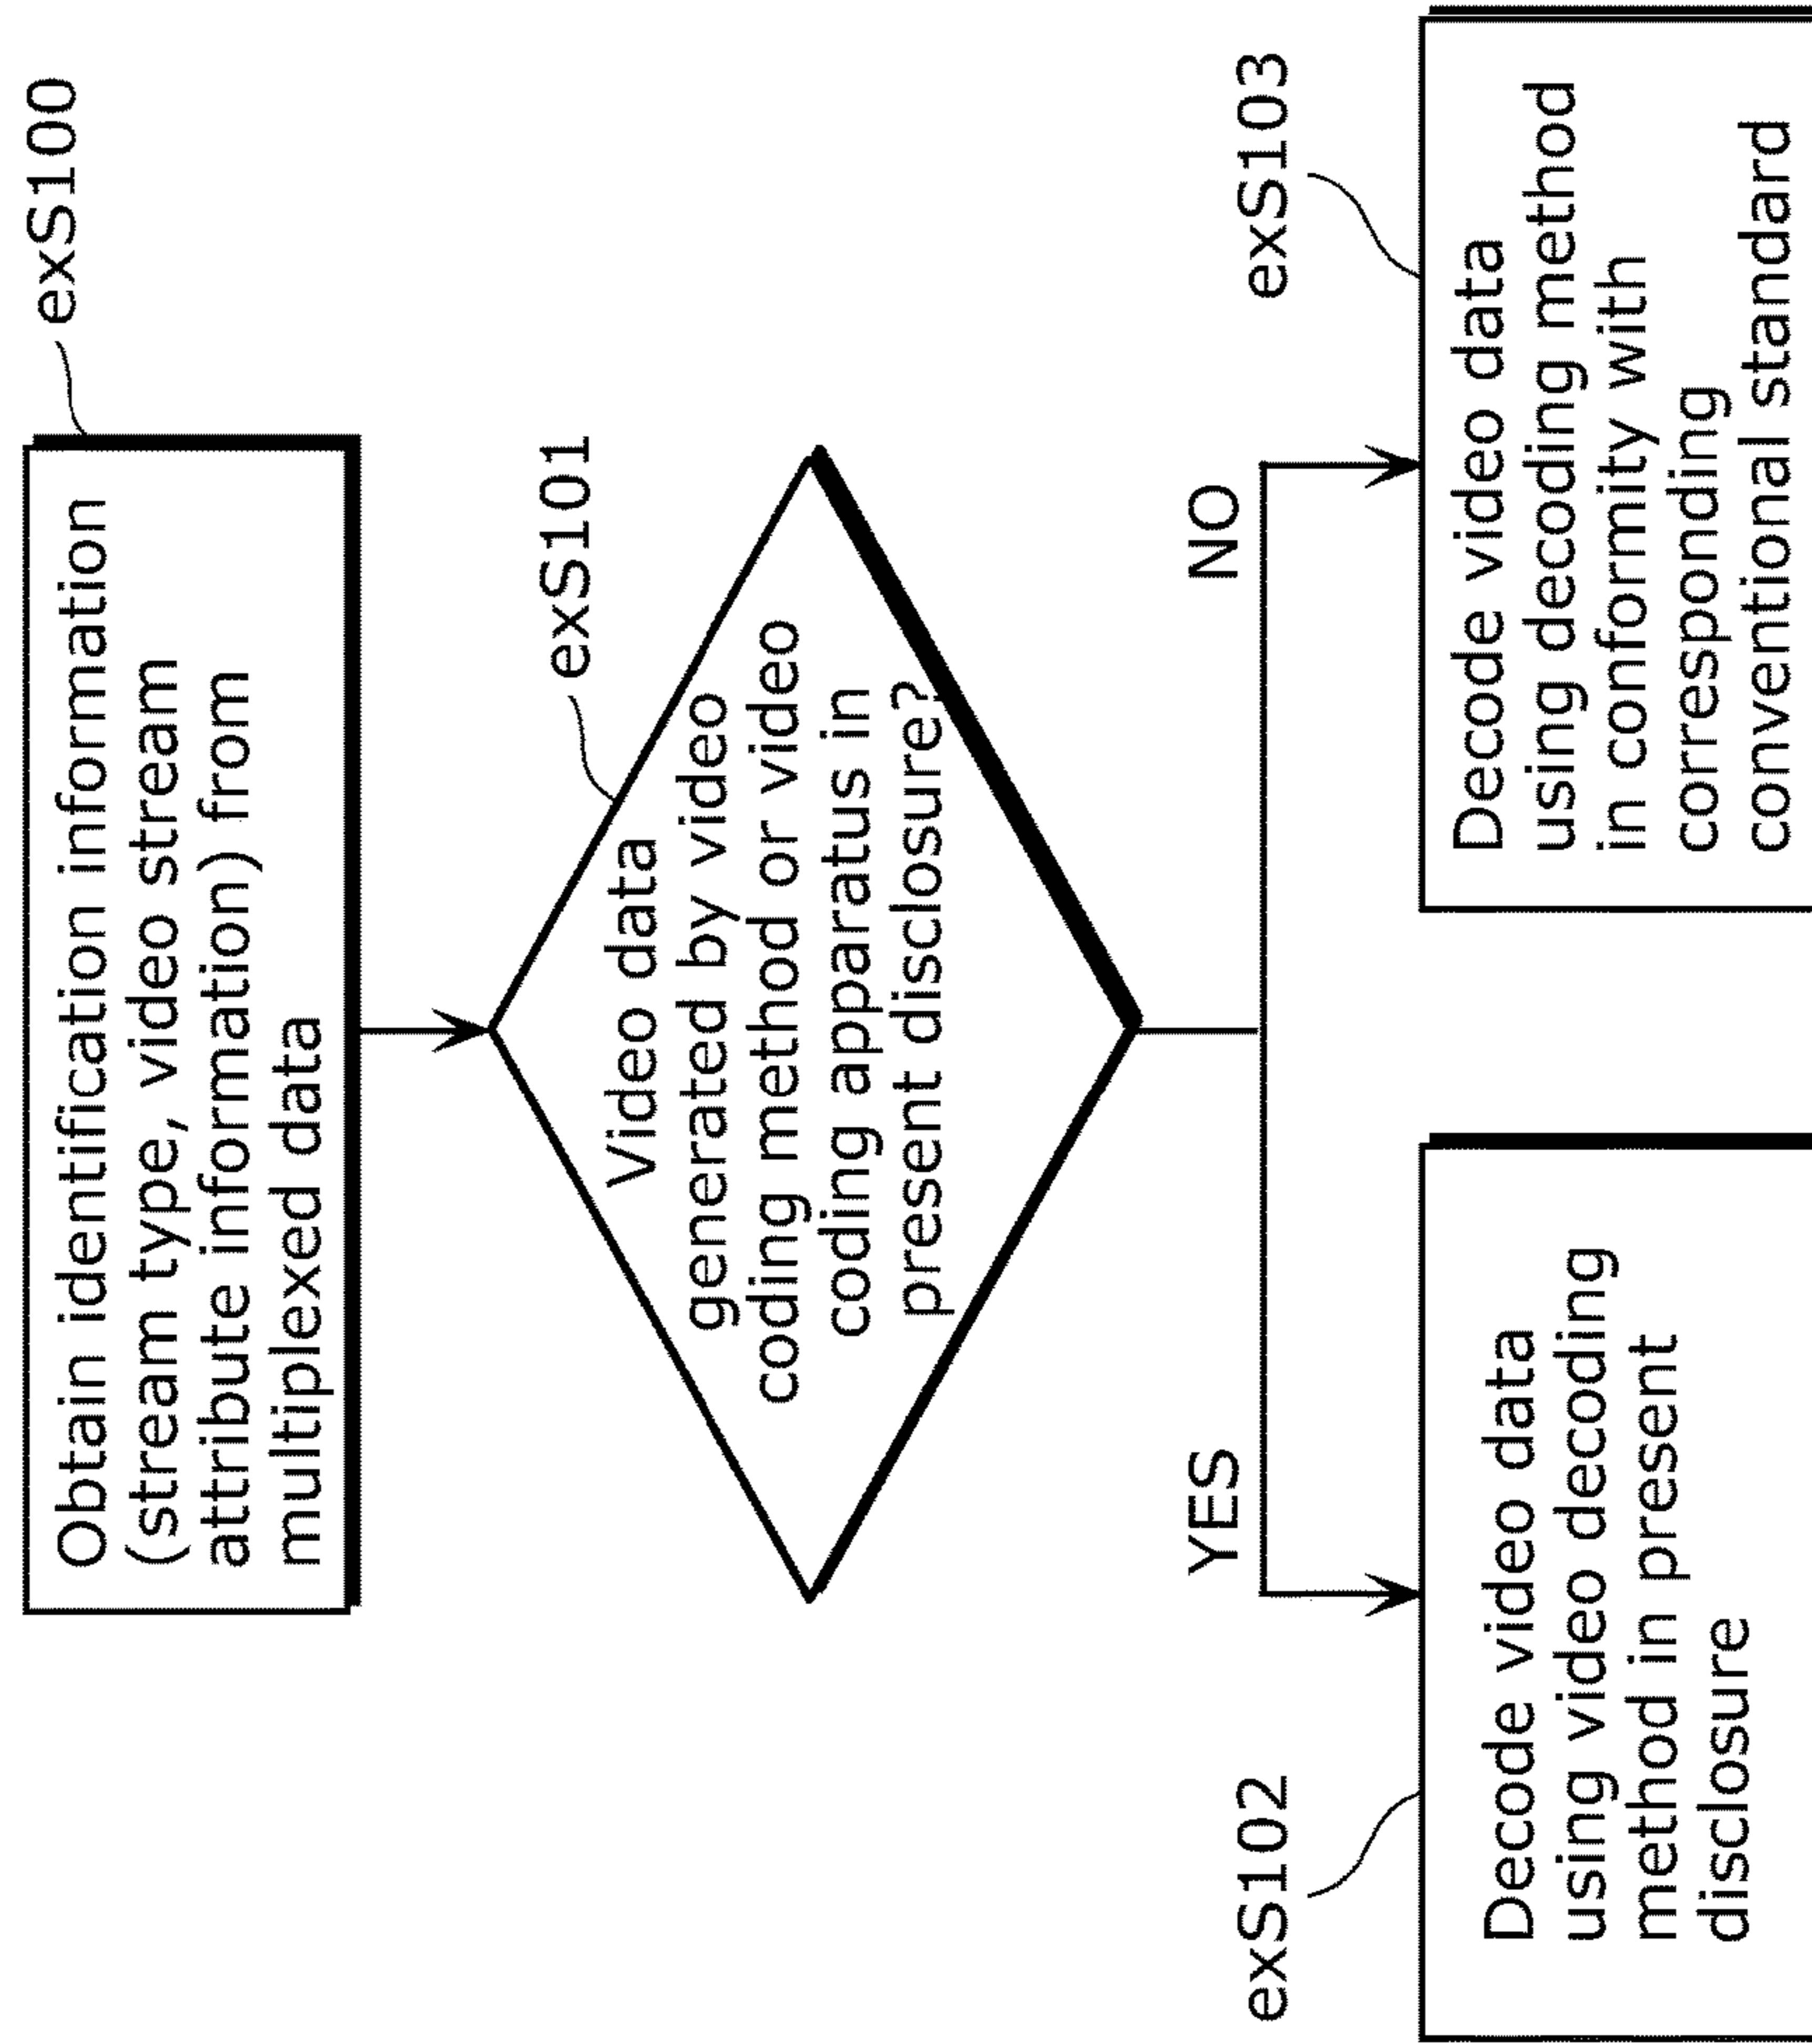 exS100
Obtain identification information
(stream type, video stream
attribute information) from
multiplexed data
exS101
Video data
generated by video
coding method or video
coding apparatus in
present disclosure?
YES
NO
exS102
Decode video data
using video decoding
method in present
disclosure
exS103
Decode video data
using decoding method
in conformity with
corresponding
conventional standard